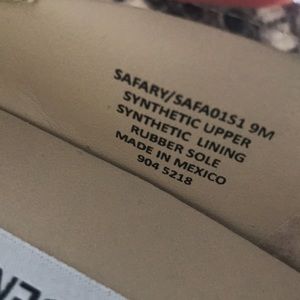 SAFARY/SAFA01S1 9M
SYNTHETIC UPPER
SYNTHETIC LINING
RUBBER SOLE
MADE IN MEXICO
904 5218